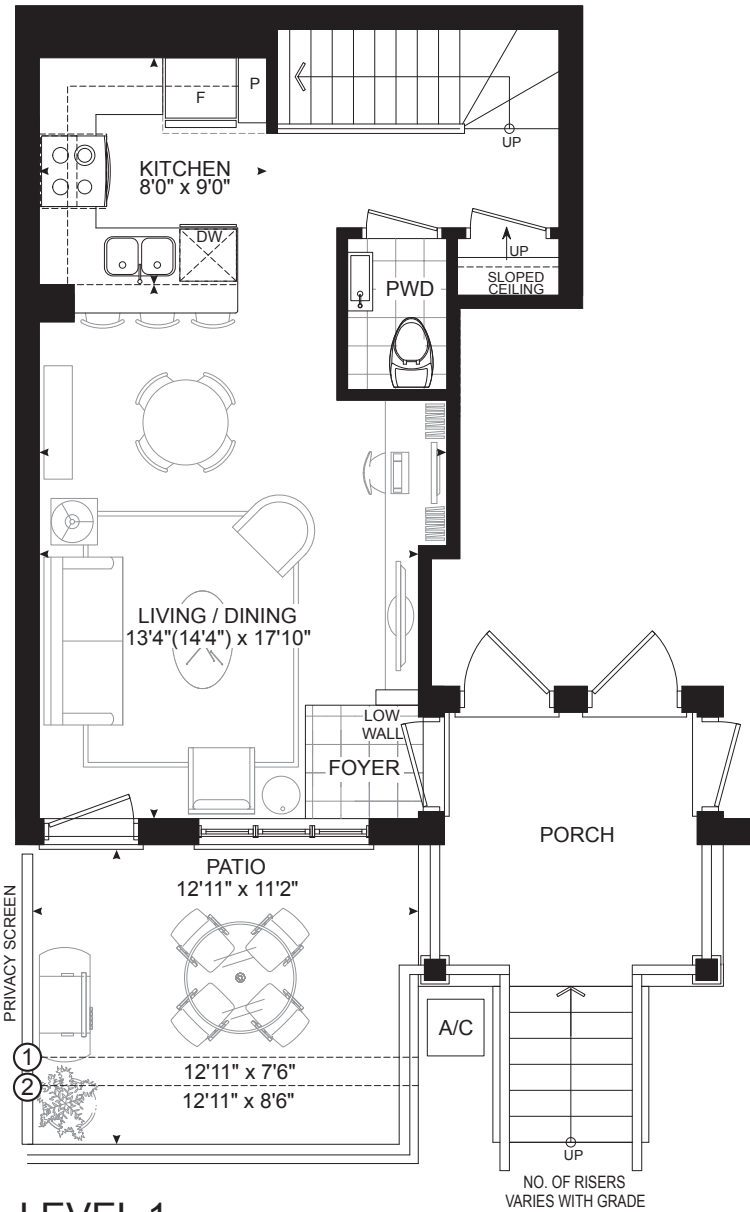 F
P
UP
KITCHEN
8'0" x 9'0"
DW
UP
PWD
SLOPED
CEILING
LIVING / DINING
13'4"(14'4") x 17'10"
LOW
WALL
FOYER
PORCH
PATIO
12'11" x 11'2"
PRIVACY SCREEN
A/C
1
12'11" x 7'6"
2
12'11" x 8'6"
UP
NO. OF RISERS
VARIES WITH GRADE
LEVEL 1